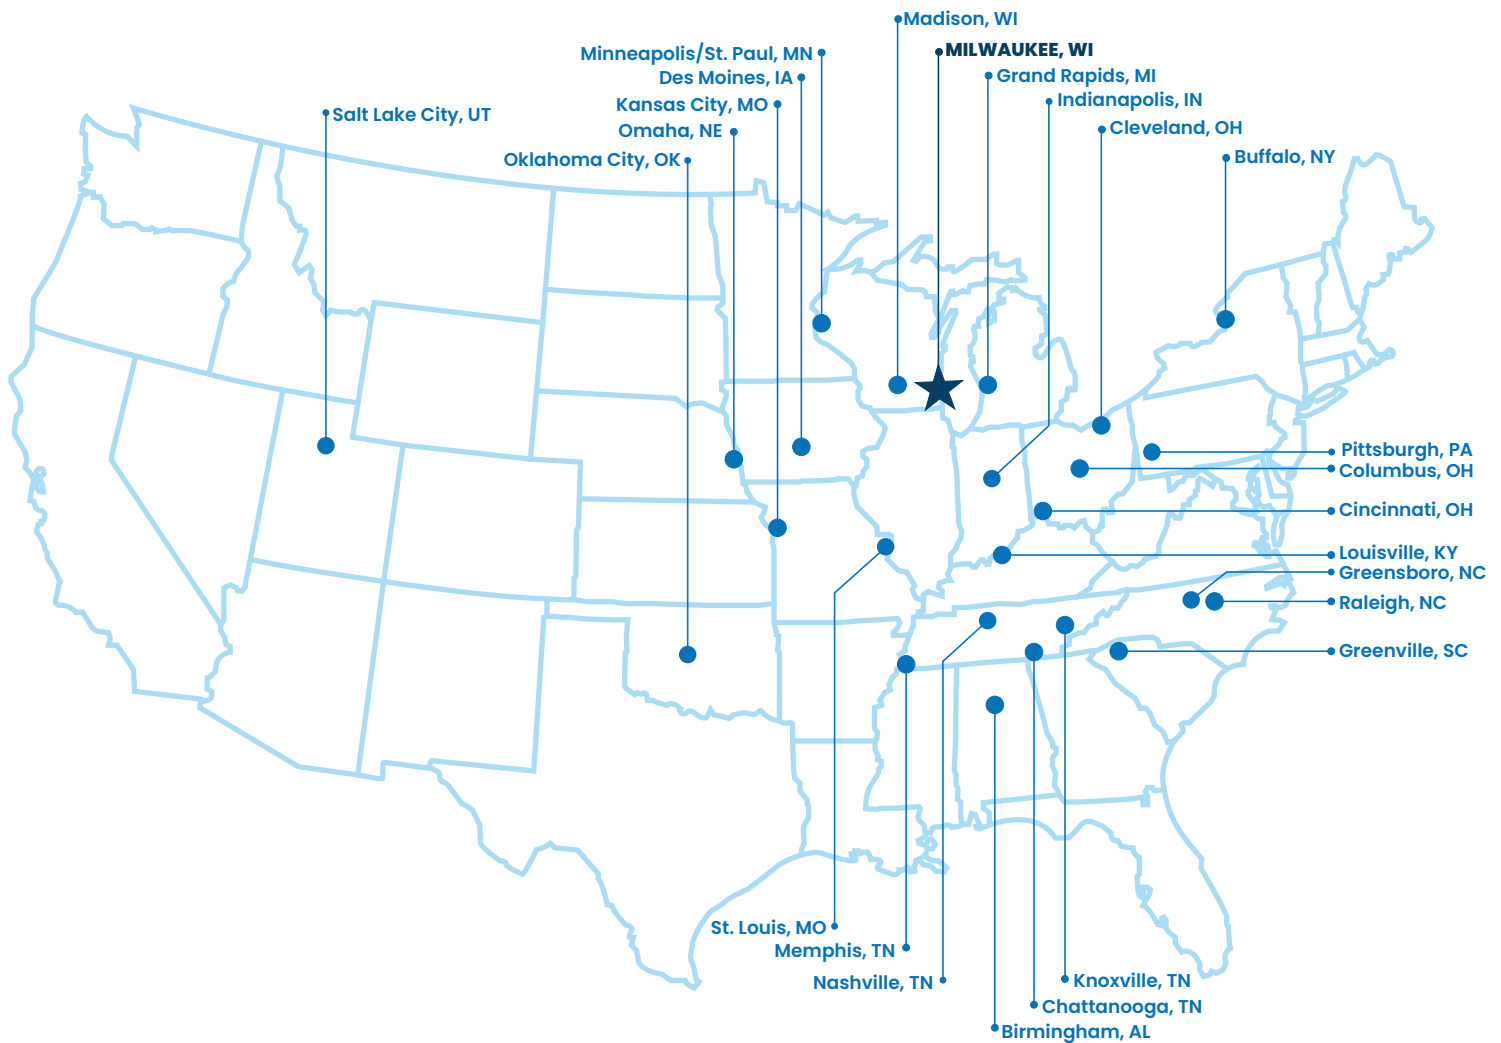 Madison, WI
MILWAUKEE, WI
Minneapolis/St. Paul, MN
Grand Rapids, MI
Des Moines, IA
Indianapolis, IN
Kansas City, MO
Salt Lake City, UT
Cleveland, OH
Omaha, NE
Buffalo, NY
Oklahoma City, OK
Pittsburgh, PA
Columbus, OH
Cincinnati, OH
Louisville, KY
Greensboro, NC
Raleigh, NC
Greenville, SC
St. Louis, MO
Memphis, TN
Nashville, TN
Knoxville, TN
Chattanooga, TN
Birmingham, AL